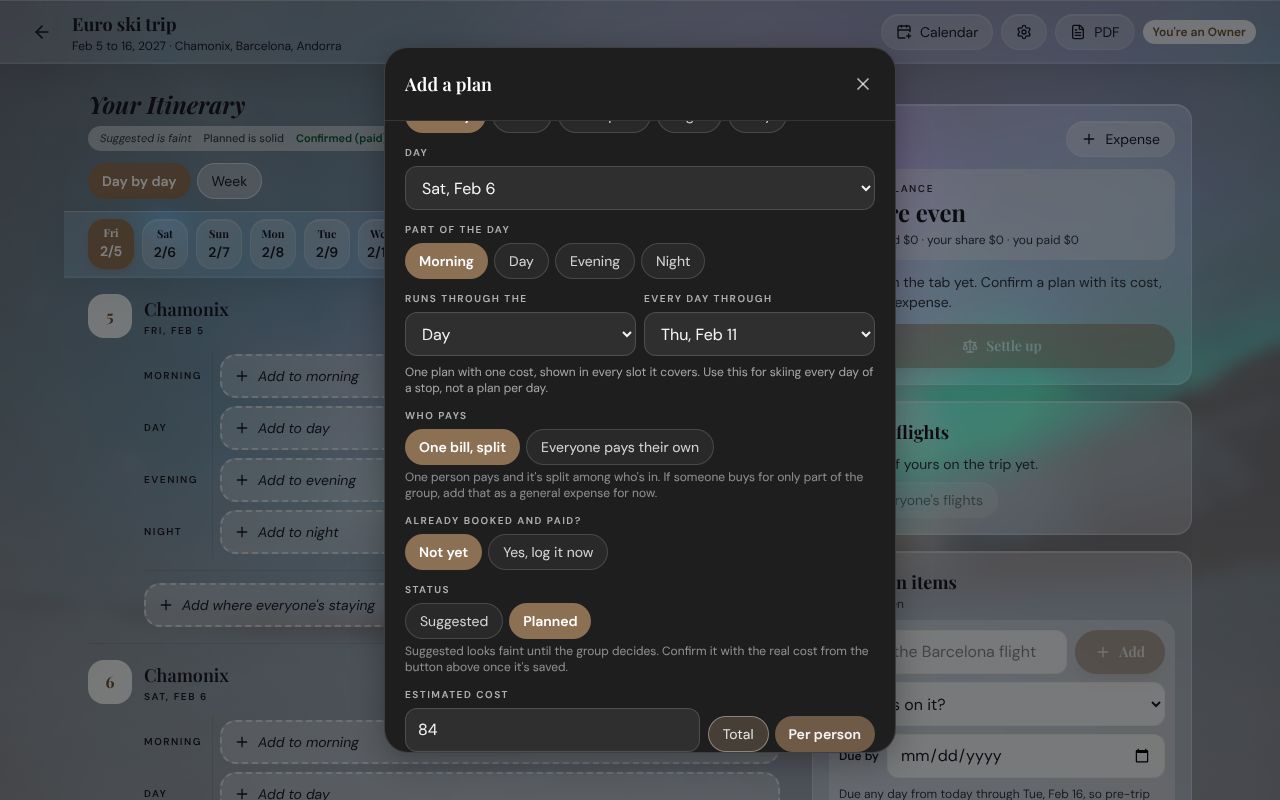 Euro ski trip
Feb 5 to 16, 2027 · Chamonix, Barcelona, Andorra
Calendar
PDF
You're an Owner
Your Itinerary
Suggested is faint Planned is solid Confirmed (paid
Day by day
Week
Fri 2/5
Sat 2/6
Sun 2/7
Mon 2/8
Tue 2/9
5
Chamonix
FRI, FEB 5
MORNING
+ Add to morning
DAY
+ Add to day
EVENING
+ Add to evening
NIGHT
+ Add to night
+ Add where everyone's staying
6
Chamonix
SAT, FEB 6
MORNING
+ Add to morning
DAY
+ Add to day
Add a plan
DAY
Sat, Feb 6
PART OF THE DAY
Morning
Day
Evening
Night
RUNS THROUGH THE
EVERY DAY THROUGH
Day
Thu, Feb 11
One plan with one cost, shown in every slot it covers. Use this for skiing every day of
a stop, not a plan per day.
WHO PAYS
One bill, split
Everyone pays their own
One person pays and it's split among who's in. If someone buys for only part of the
group, add that as a general expense for now.
ALREADY BOOKED AND PAID?
Not yet
Yes, log it now
STATUS
Suggested
Planned
Suggested looks faint until the group decides. Confirm it with the real cost from the
button above once it's saved.
ESTIMATED COST
84
Total
Per person
+ Expense
LANCE
re even
d $0 · your share $0 · you paid $0
the tab yet. Confirm a plan with its cost,
expense.
Settle up
flights
f yours on the trip yet.
ryone's flights
n items
en
the Barcelona flight
+ Add
s on it?
Due by
mm/dd/yyyy
Due any day from today through Tue, Feb 16, so pre-trip